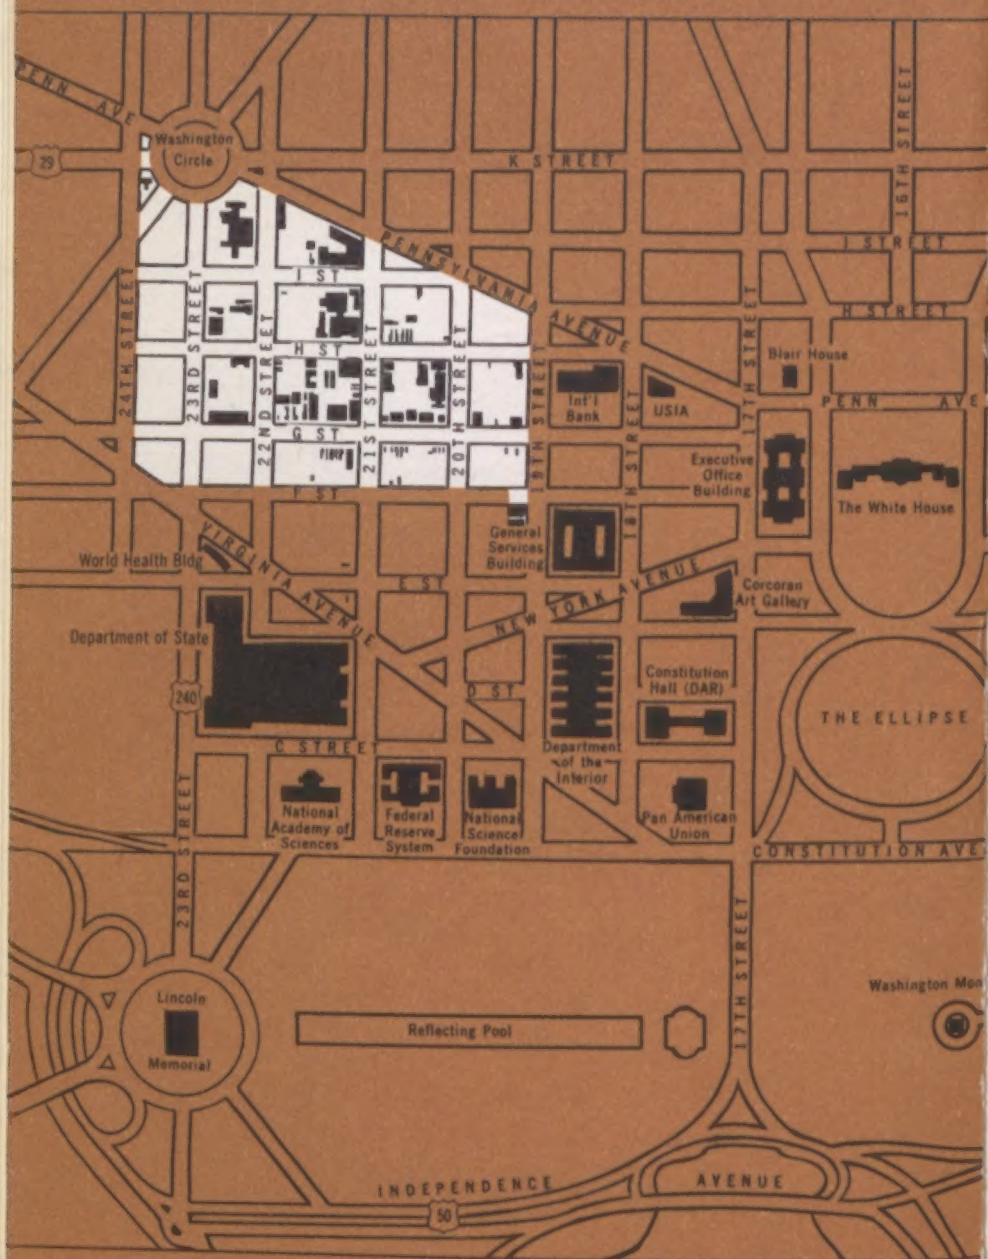 PENN AVE
Washington
Circle
29
K STREET
16TH STREET
I STREET
PENNSYLVANIA AVENUE
I ST
24TH STREET
23RD STREET
22ND STREET
21ST STREET
20TH STREET
19TH STREET
18TH STREET
17TH STREET
H STREET
H ST
Blair House
Int'l
Bank
USIA
PENN AVE
G ST
Executive
Office
Building
The White House
F ST
General
Services
Building
VIRGINIA AVENUE
World Health Bldg
E ST
NEW YORK AVENUE
Corcoran
Art Gallery
Department of State
Constitution
Hall (DAR)
240
D ST
THE ELLIPSE
C STREET
Department
of the
Interior
National
Academy of
Sciences
Federal
Reserve
System
National
Science
Foundation
Pan American
Union
CONSTITUTION AVE
23RD STREET
17TH STREET
Lincoln
Memorial
Reflecting Pool
Washington Mon
INDEPENDENCE AVENUE
50